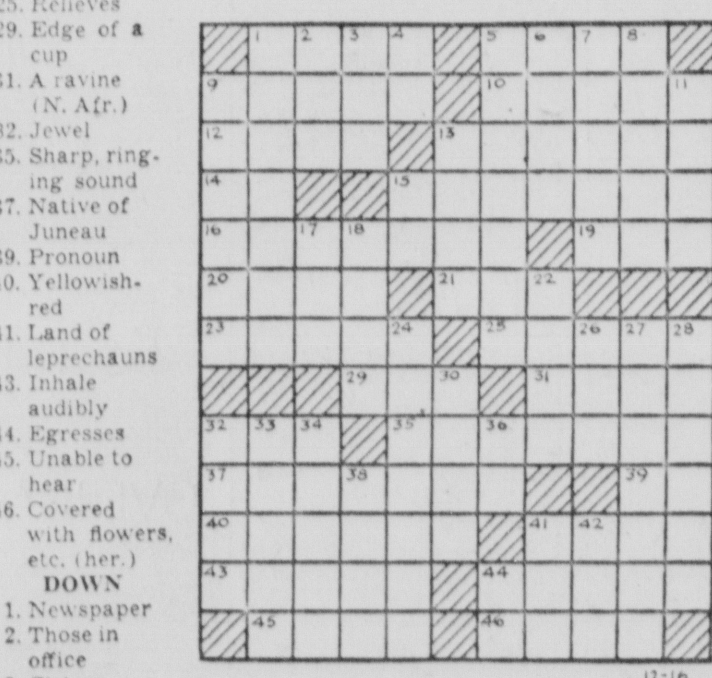 25. Relieves
29. Edge of a
cup
31. A ravine
(N. Afr.)
32. Jewel
35. Sharp, ring-
ing sound
37. Native of
Juneau
39. Pronoun
40. Yellowish-
red
41. Land of
leprechauns
43. Inhale
audibly
44. Egresses
45. Unable to
hear
46. Covered
with flowers,
etc. (her.)
DOWN
1. Newspaper
2. Those in
office
1 2 3 4 5 6 7 8
9 10 11
12 13
14 15
16 17 18 19
20 21 22
23 24 25 26 27 28
29 30 31
32 33 34 35 36
37 38 39
40 41 42
43 44
45 46
12-16